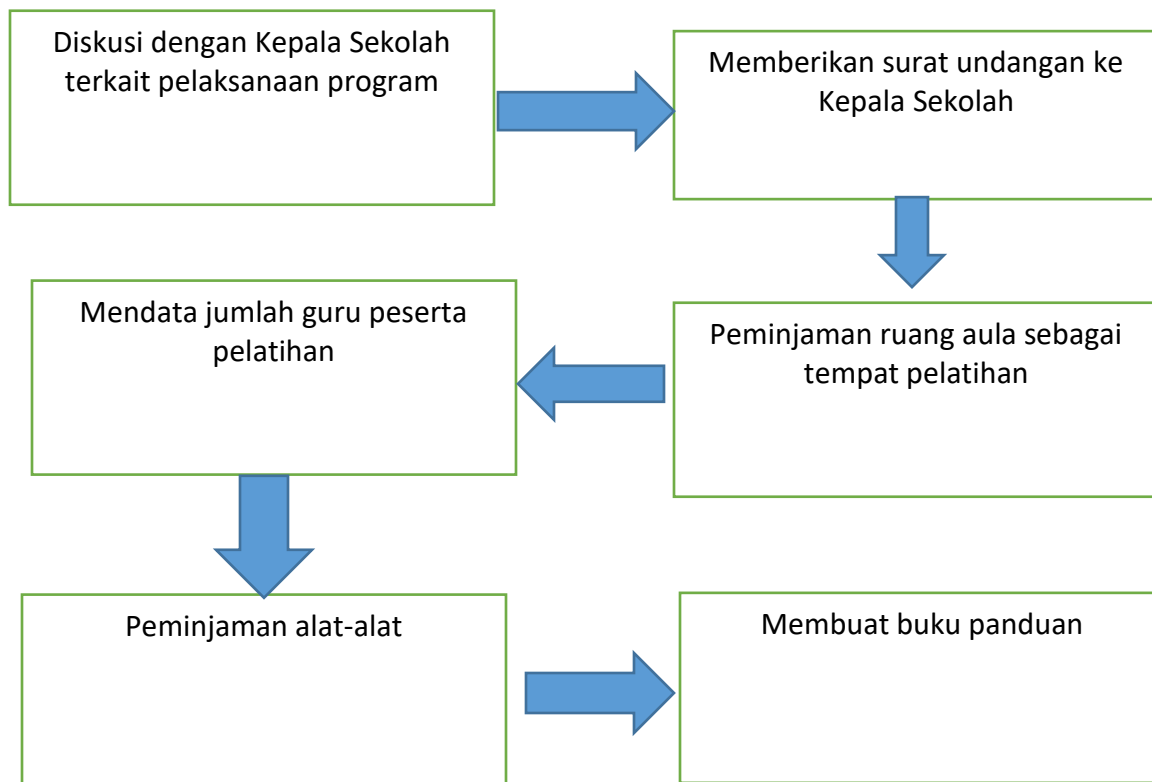 Diskusi dengan Kepala Sekolah
terkait pelaksanaan program
Memberikan surat undangan ke
Kepala Sekolah
Peminjaman ruang aula sebagai
tempat pelatihan
Mendata jumlah guru peserta
pelatihan
Peminjaman alat-alat
Membuat buku panduan